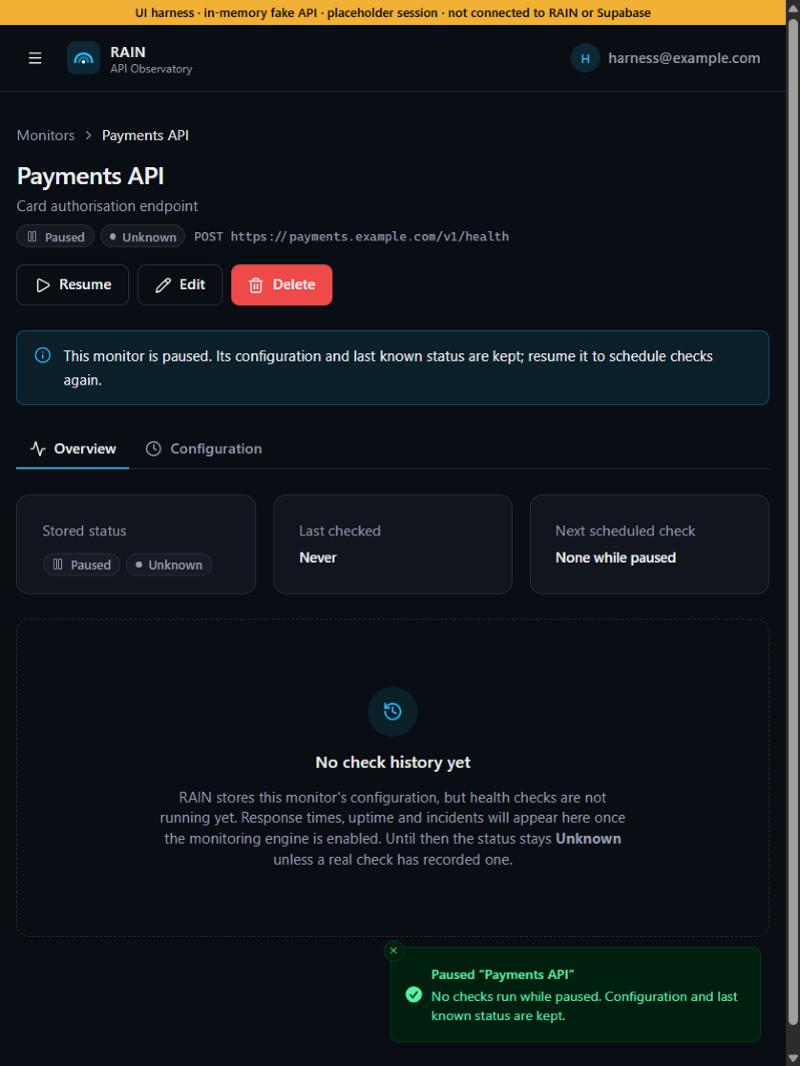 UI harness · in-memory fake API · placeholder session · not connected to RAIN or Supabase
RAIN
API Observatory
H
harness@example.com
Monitors
Payments API
Payments API
Card authorisation endpoint
Paused
Unknown
POST https://payments.example.com/v1/health
Resume
Edit
Delete
This monitor is paused. Its configuration and last known status are kept; resume it to schedule checks
again.
Overview
Configuration
Stored status
Paused
Unknown
Last checked
Never
Next scheduled check
None while paused
No check history yet
RAIN stores this monitor's configuration, but health checks are not
running yet. Response times, uptime and incidents will appear here once
the monitoring engine is enabled. Until then the status stays Unknown
unless a real check has recorded one.
Paused “Payments API”
No checks run while paused. Configuration and last
known status are kept.